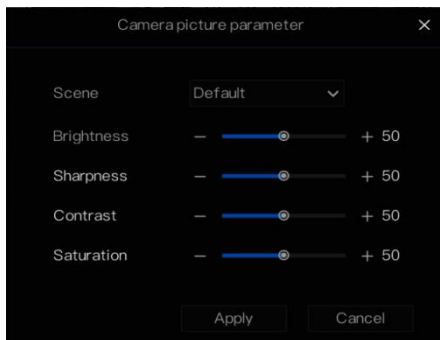 Camera picture parameter ×
Scene Default
Brightness − + 50
Sharpness − + 50
Contrast − + 50
Saturation − + 50
Apply Cancel